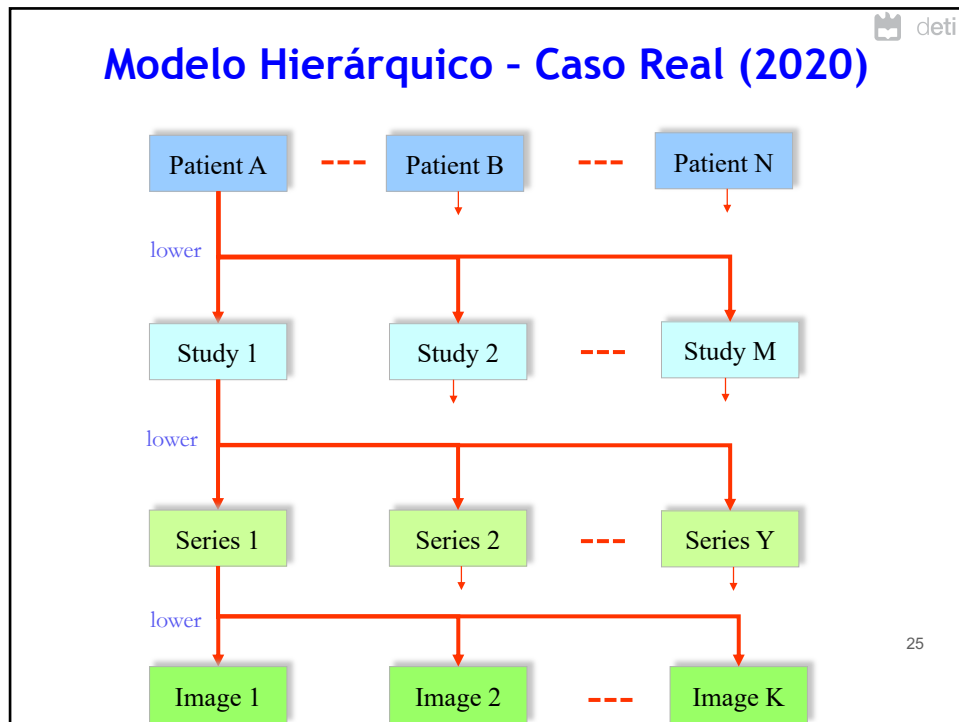 deti
Modelo Hierárquico – Caso Real (2020)
Patient A --- Patient B --- Patient N
lower
Study 1 Study 2 --- Study M
lower
Series 1 Series 2 --- Series Y
lower
25
Image 1 Image 2 --- Image K